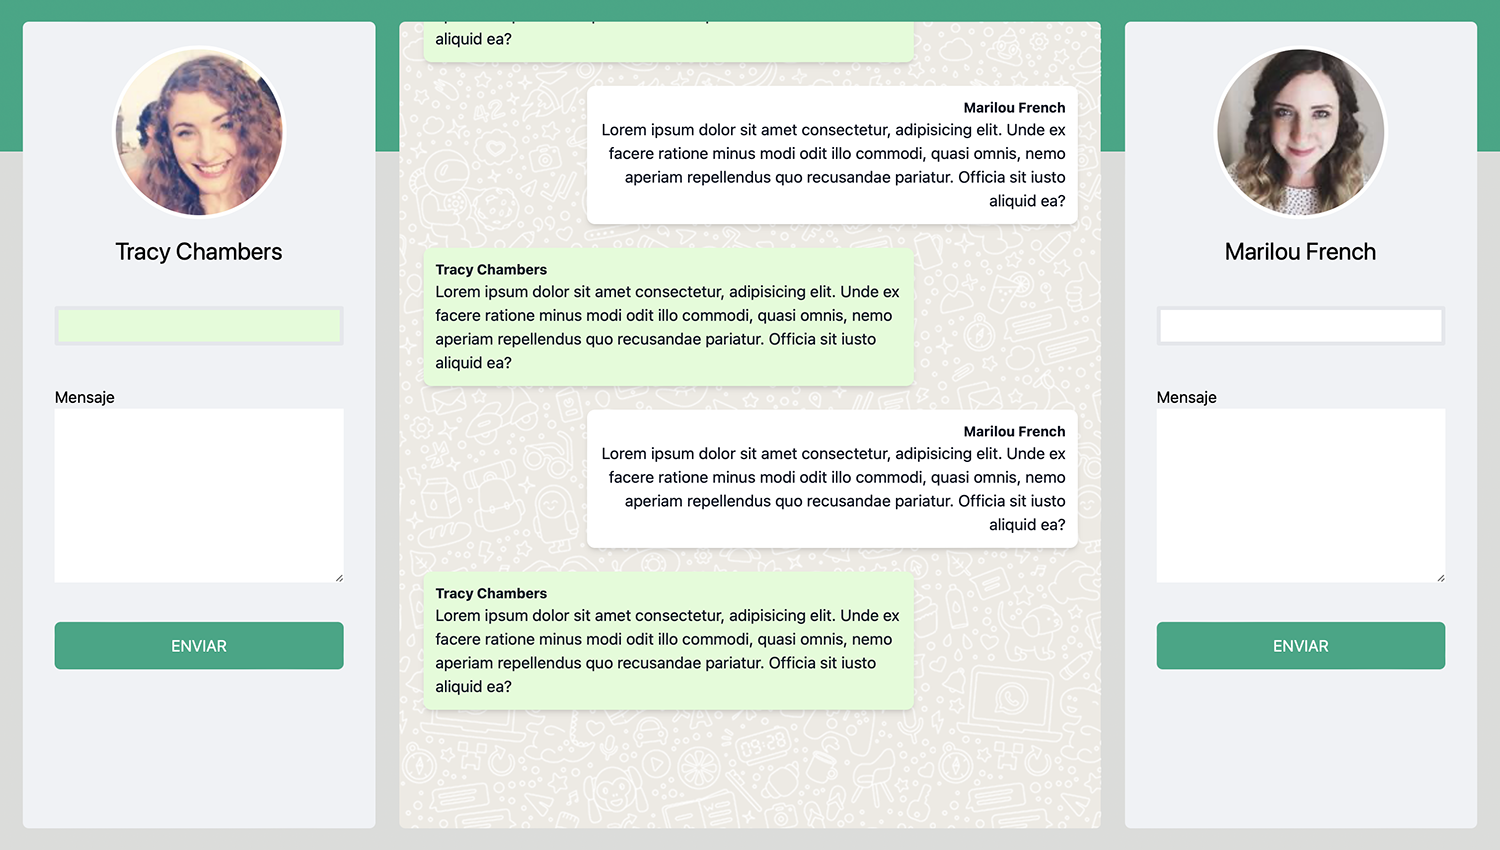 Tracy Chambers
Mensaje
ENVIAR
aliquid ea?
Marilou French
Lorem ipsum dolor sit amet consectetur, adipisicing elit. Unde ex
facere ratione minus modi odit illo commodi, quasi omnis, nemo
aperiam repellendus quo recusandae pariatur. Officia sit iusto
aliquid ea?
Tracy Chambers
Lorem ipsum dolor sit amet consectetur, adipisicing elit. Unde ex
facere ratione minus modi odit illo commodi, quasi omnis, nemo
aperiam repellendus quo recusandae pariatur. Officia sit iusto
aliquid ea?
Marilou French
Lorem ipsum dolor sit amet consectetur, adipisicing elit. Unde ex
facere ratione minus modi odit illo commodi, quasi omnis, nemo
aperiam repellendus quo recusandae pariatur. Officia sit iusto
aliquid ea?
Tracy Chambers
Lorem ipsum dolor sit amet consectetur, adipisicing elit. Unde ex
facere ratione minus modi odit illo commodi, quasi omnis, nemo
aperiam repellendus quo recusandae pariatur. Officia sit iusto
aliquid ea?
09:28
Marilou French
Mensaje
ENVIAR